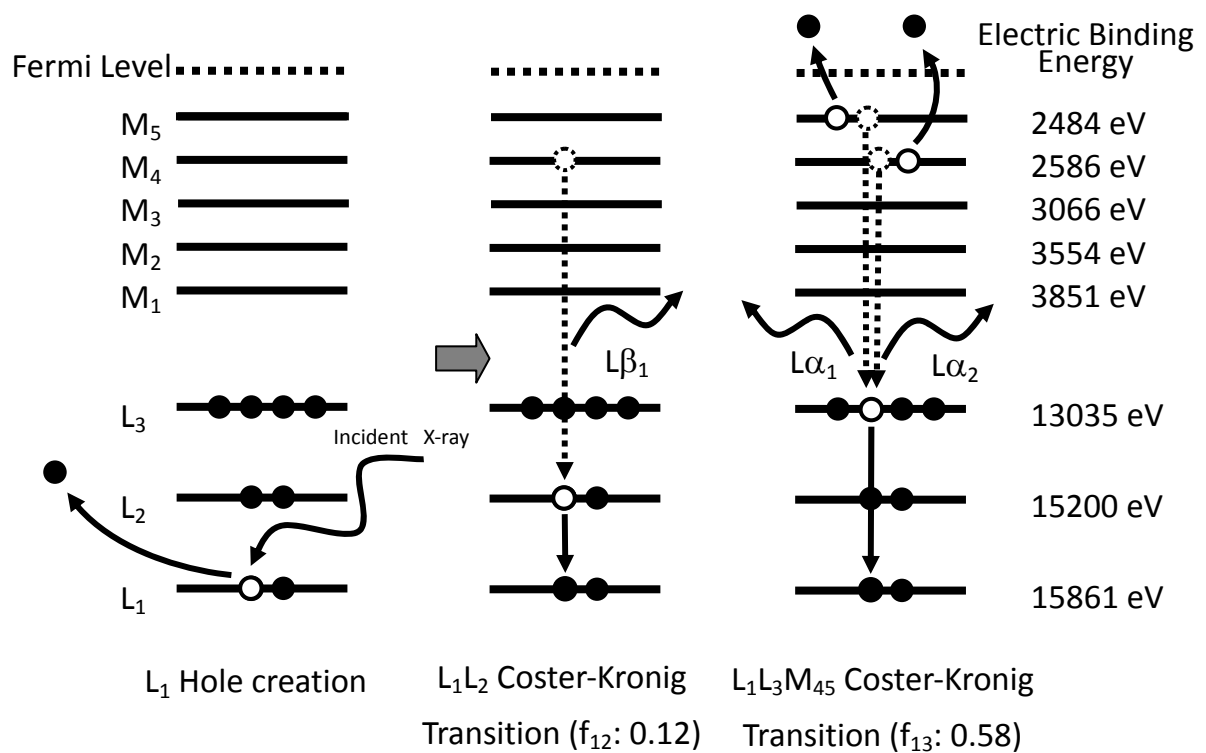 Electric Binding
Energy
Fermi Level
M₅
2484 eV
M₄
2586 eV
M₃
3066 eV
M₂
3554 eV
M₁
3851 eV
Lβ₁
Lα₁
Lα₂
L₃
13035 eV
Incident X-ray
L₂
15200 eV
L₁
15861 eV
L₁ Hole creation
L₁L₂ Coster-Kronig
Transition (f₁₂: 0.12)
L₁L₃M₄₅ Coster-Kronig
Transition (f₁₃: 0.58)